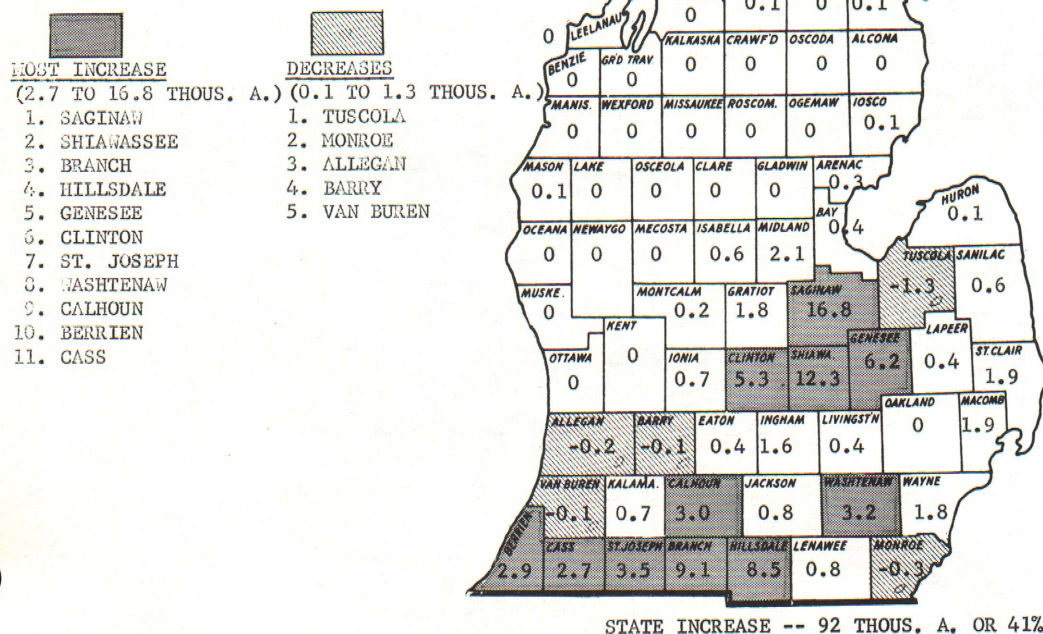 MOST INCREASE
(2.7 TO 16.8 THOUS. A.)
1. SAGINAW
2. SHIAWASSEE
3. BRANCH
4. HILLSDALE
5. GENESEE
6. CLINTON
7. ST. JOSEPH
8. WASHTENAW
9. CALHOUN
10. BERRIEN
11. CASS
DECREASES
(0.1 TO 1.3 THOUS. A.)
1. TUSCOLA
2. MONROE
3. ALLEGAN
4. BARRY
5. VAN BUREN
0 0.1 0 0.1
0 LEELANAU
KALKASKA CRAWF'D OSCODA ALCONA
0 0 0 0
BENZIE GR'D TRAV.
0 0
MANIS. WEXFORD MISSAUKEE ROSCOM. OGEMAW IOSCO
0 0 0 0 0 0.1
MASON LAKE OSCEOLA CLARE GLADWIN ARENAC
0.1 0 0 0 0 0.3
HURON
0.1
BAY
0.4
OCEANA NEWAYGO MECOSTA ISABELLA MIDLAND
0 0 0 0.6 2.1
TUSCOLA SANILAC
-1.3 0.6
MUSKE. MONTCALM GRATIOT SAGINAW
0 0.2 1.8 16.8
KENT
0
GENESEE LAPEER
6.2 0.4
OTTAWA IONIA CLINTON SHIAWA. ST.CLAIR
0 0.7 5.3 12.3 1.9
OAKLAND MACOMB
0 1.9
ALLEGAN BARRY EATON INGHAM LIVINGST'N
-0.2 -0.1 0.4 1.6 0.4
VAN BUREN KALAMA. CALHOUN JACKSON WASHTENAW WAYNE
-0.1 0.7 3.0 0.8 3.2 1.8
BERRIEN CASS ST.JOSEPH BRANCH HILLSDALE LENAWEE MONROE
2.9 2.7 3.5 9.1 8.5 0.8 -0.3
STATE INCREASE -- 92 THOUS. A. OR 41%